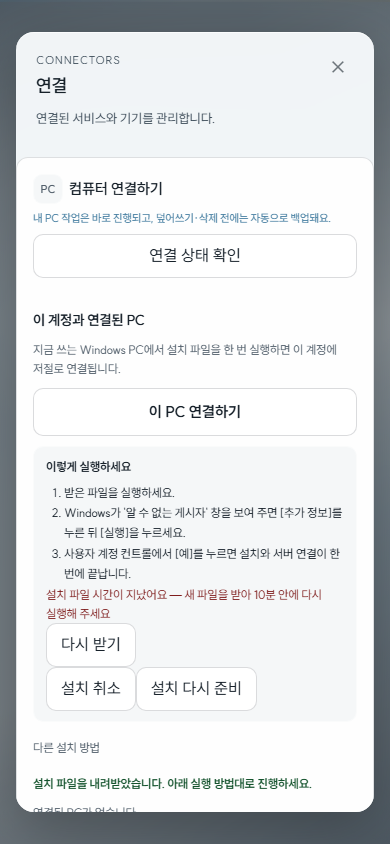 CONNECTORS
연결
연결된 서비스와 기기를 관리합니다.
PC 컴퓨터 연결하기
내 PC 작업은 바로 진행되고, 덮어쓰기·삭제 전에는 자동으로 백업돼요.
연결 상태 확인
이 계정과 연결된 PC
지금 쓰는 Windows PC에서 설치 파일을 한 번 실행하면 이 계정에
저절로 연결됩니다.
이 PC 연결하기
이렇게 실행하세요
1. 받은 파일을 실행하세요.
2. Windows가 '알 수 없는 게시자' 창을 보여 주면 [추가 정보]를
누른 뒤 [실행]을 누르세요.
3. 사용자 계정 컨트롤에서 [예]를 누르면 설치와 서버 연결이 한
번에 끝납니다.
설치 파일 시간이 지났어요 — 새 파일을 받아 10분 안에 다시
실행해 주세요
다시 받기
설치 취소 설치 다시 준비
다른 설치 방법
설치 파일을 내려받았습니다. 아래 실행 방법대로 진행하세요.
연결된 PC가 없습니다